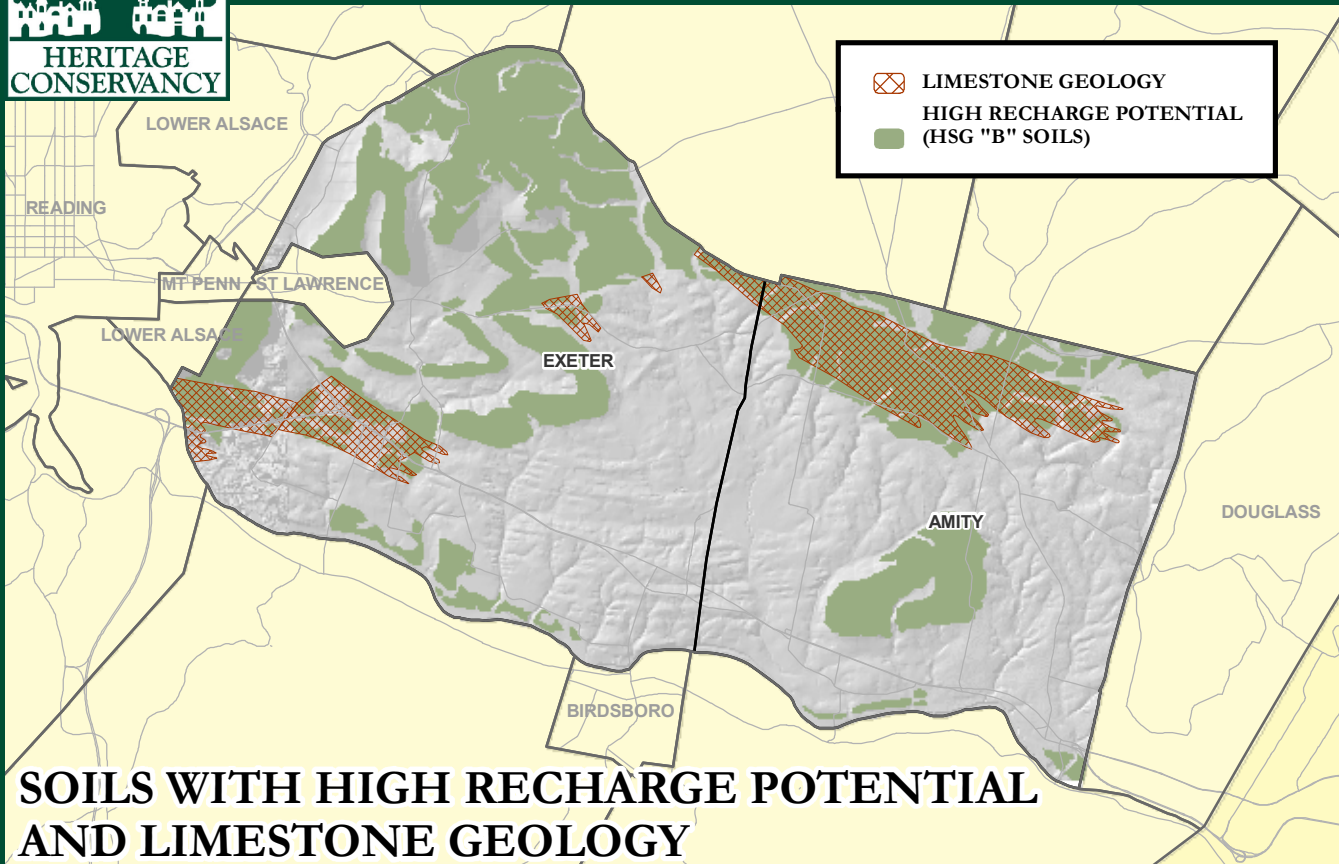 HERITAGE
CONSERVANCY
LIMESTONE GEOLOGY
HIGH RECHARGE POTENTIAL
(HSG "B" SOILS)
LOWER ALSACE
READING
MT PENN
ST LAWRENCE
LOWER ALSACE
EXETER
AMITY
DOUGLASS
BIRDSBORO
SOILS WITH HIGH RECHARGE POTENTIAL
AND LIMESTONE GEOLOGY